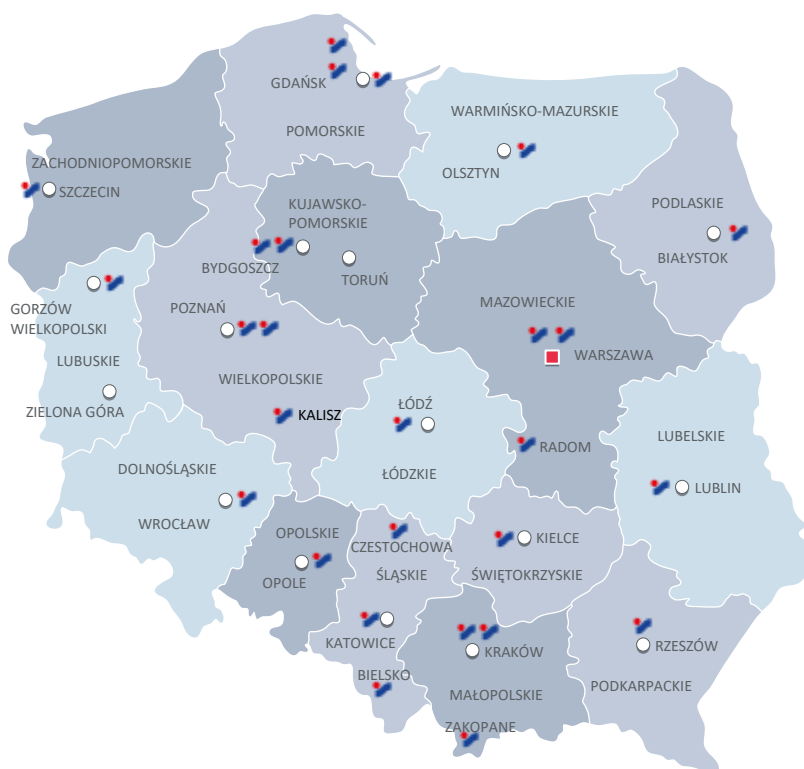 GDAŃSK
POMORSKIE
WARMIŃSKO-MAZURSKIE
OLSZTYN
ZACHODNIOPOMORSKIE
SZCZECIN
KUJAWSKO-
POMORSKIE
BYDGOSZCZ
TORUŃ
PODLASKIE
BIAŁYSTOK
GORZÓW
WIELKOPOLSKI
LUBUSKIE
ZIELONA GÓRA
POZNAŃ
WIELKOPOLSKIE
KALISZ
MAZOWIECKIE
WARSZAWA
RADOM
ŁÓDŹ
ŁÓDZKIE
LUBELSKIE
LUBLIN
DOLNOŚLĄSKIE
WROCŁAW
OPOLSKIE
OPOLE
CZESTOCHOWA
ŚLĄSKIE
KATOWICE
BIELSKO
KIELCE
ŚWIĘTOKRZYSKIE
KRAKÓW
MAŁOPOLSKIE
ZAKOPANE
RZESZÓW
PODKARPACKIE